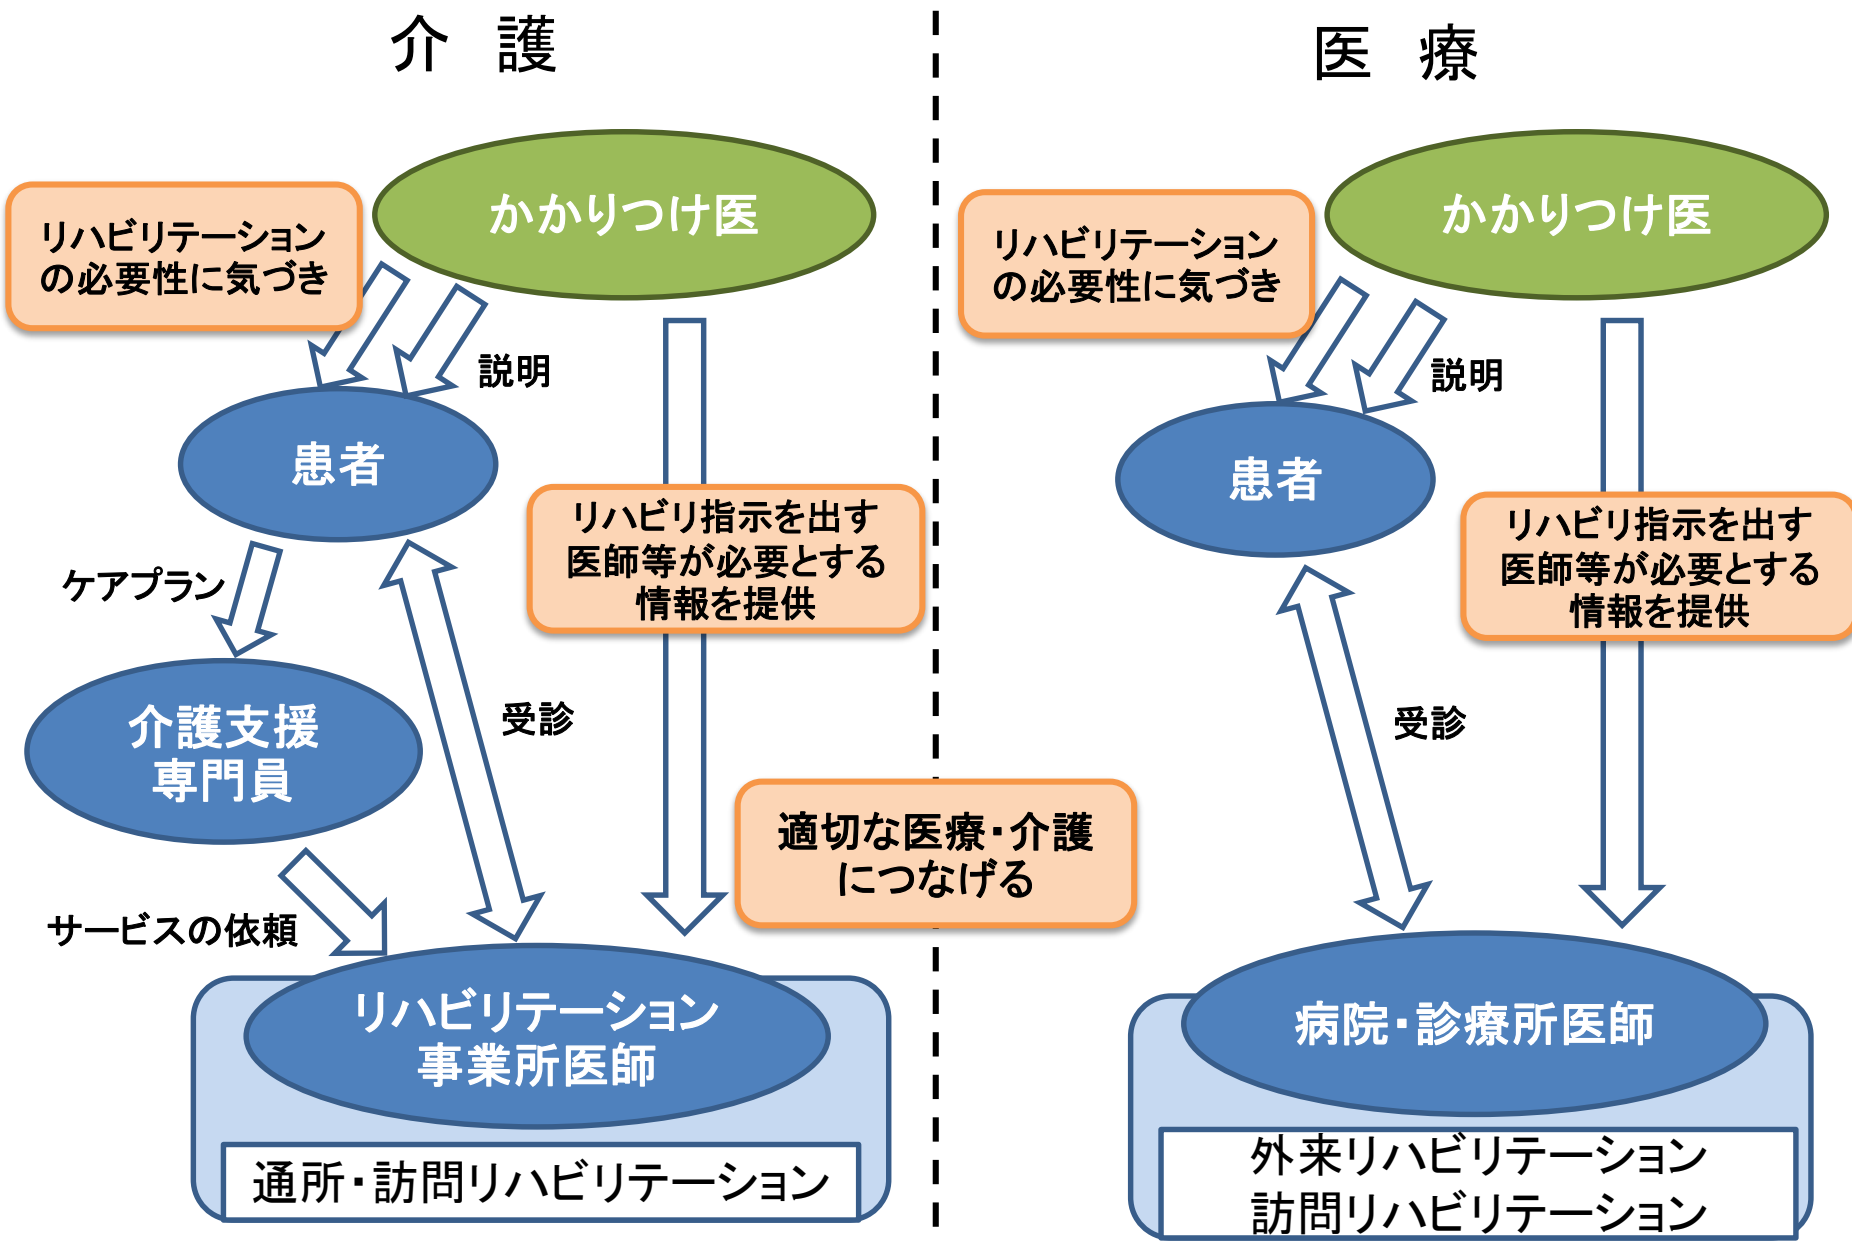 介　護
かかりつけ医
リハビリテーション
の必要性に気づき
説明
患者
リハビリ指示を出す
医師等が必要とする
情報を提供
ケアプラン
介護支援
専門員
受診
サービスの依頼
リハビリテーション
事業所医師
通所・訪問リハビリテーション
適切な医療・介護
につなげる
医　療
かかりつけ医
リハビリテーション
の必要性に気づき
説明
患者
リハビリ指示を出す
医師等が必要とする
情報を提供
受診
病院・診療所医師
外来リハビリテーション
訪問リハビリテーション